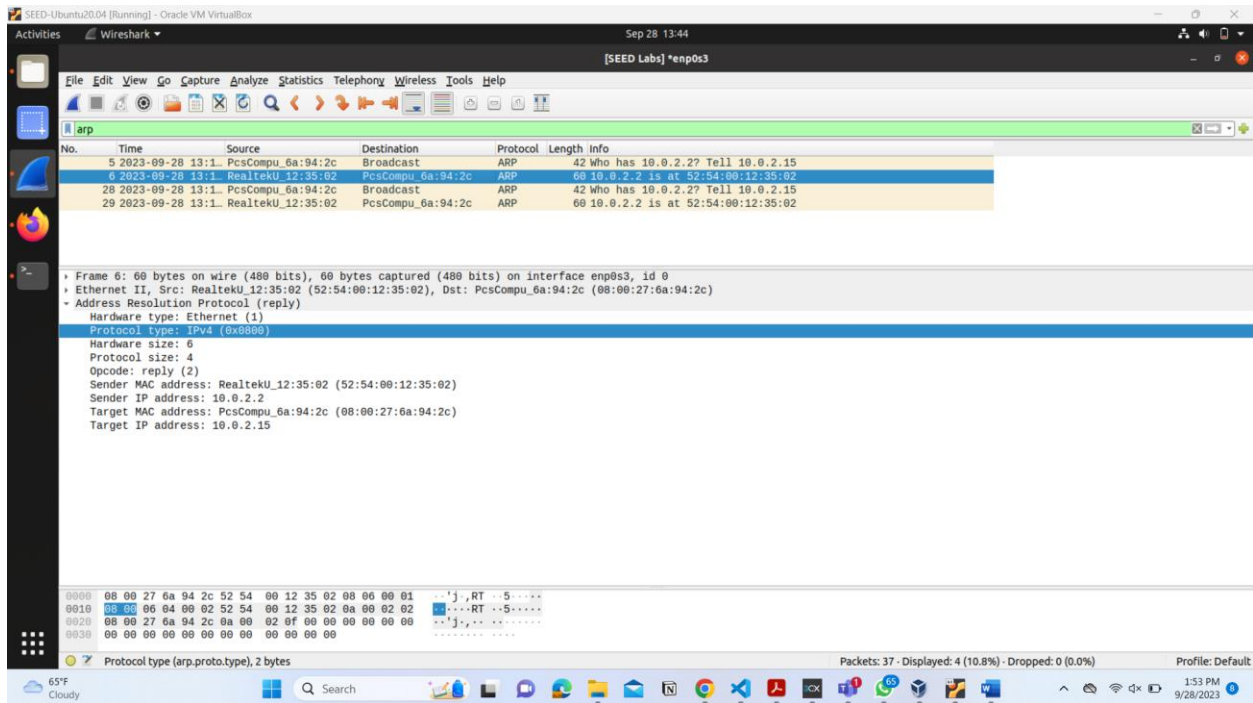 SEED-Ubuntu20.04 [Running] - Oracle VM VirtualBox
Activities Wireshark Sep 28 13:44
[SEED Labs] *enp0s3
File Edit View Go Capture Analyze Statistics Telephony Wireless Tools Help
arp
No. Time Source Destination Protocol Length Info
5 2023-09-28 13:1… PcsCompu_6a:94:2c Broadcast ARP 42 Who has 10.0.2.2? Tell 10.0.2.15
6 2023-09-28 13:1… RealtekU_12:35:02 PcsCompu_6a:94:2c ARP 60 10.0.2.2 is at 52:54:00:12:35:02
28 2023-09-28 13:1… PcsCompu_6a:94:2c Broadcast ARP 42 Who has 10.0.2.2? Tell 10.0.2.15
29 2023-09-28 13:1… RealtekU_12:35:02 PcsCompu_6a:94:2c ARP 60 10.0.2.2 is at 52:54:00:12:35:02
Frame 6: 60 bytes on wire (480 bits), 60 bytes captured (480 bits) on interface enp0s3, id 0
Ethernet II, Src: RealtekU_12:35:02 (52:54:00:12:35:02), Dst: PcsCompu_6a:94:2c (08:00:27:6a:94:2c)
Address Resolution Protocol (reply)
Hardware type: Ethernet (1)
Protocol type: IPv4 (0x0800)
Hardware size: 6
Protocol size: 4
Opcode: reply (2)
Sender MAC address: RealtekU_12:35:02 (52:54:00:12:35:02)
Sender IP address: 10.0.2.2
Target MAC address: PcsCompu_6a:94:2c (08:00:27:6a:94:2c)
Target IP address: 10.0.2.15
0000 08 00 27 6a 94 2c 52 54 00 12 35 02 08 06 00 01 ··'j·,RT ··5·····
0010 08 00 06 04 00 02 52 54 00 12 35 02 0a 00 02 02 ······RT ··5·····
0020 08 00 27 6a 94 2c 0a 00 02 0f 00 00 00 00 00 00 ··'j·,·· ········
0030 00 00 00 00 00 00 00 00 00 00 00 00 ········ ····
Protocol type (arp.proto.type), 2 bytes Packets: 37 · Displayed: 4 (10.8%) · Dropped: 0 (0.0%) Profile: Default
65°F
Cloudy
Search
65
1:53 PM
9/28/2023